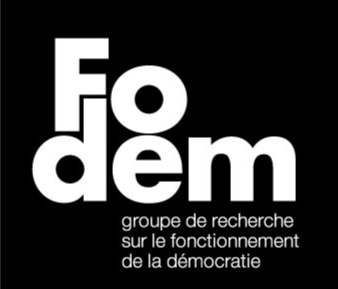 Fo
dem
groupe de recherche
sur le fonctionnement
de la démocratie